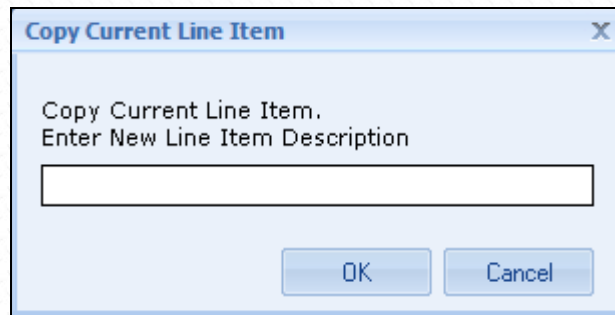 Copy Current Line Item
X
Copy Current Line Item.
Enter New Line Item Description
OK
Cancel